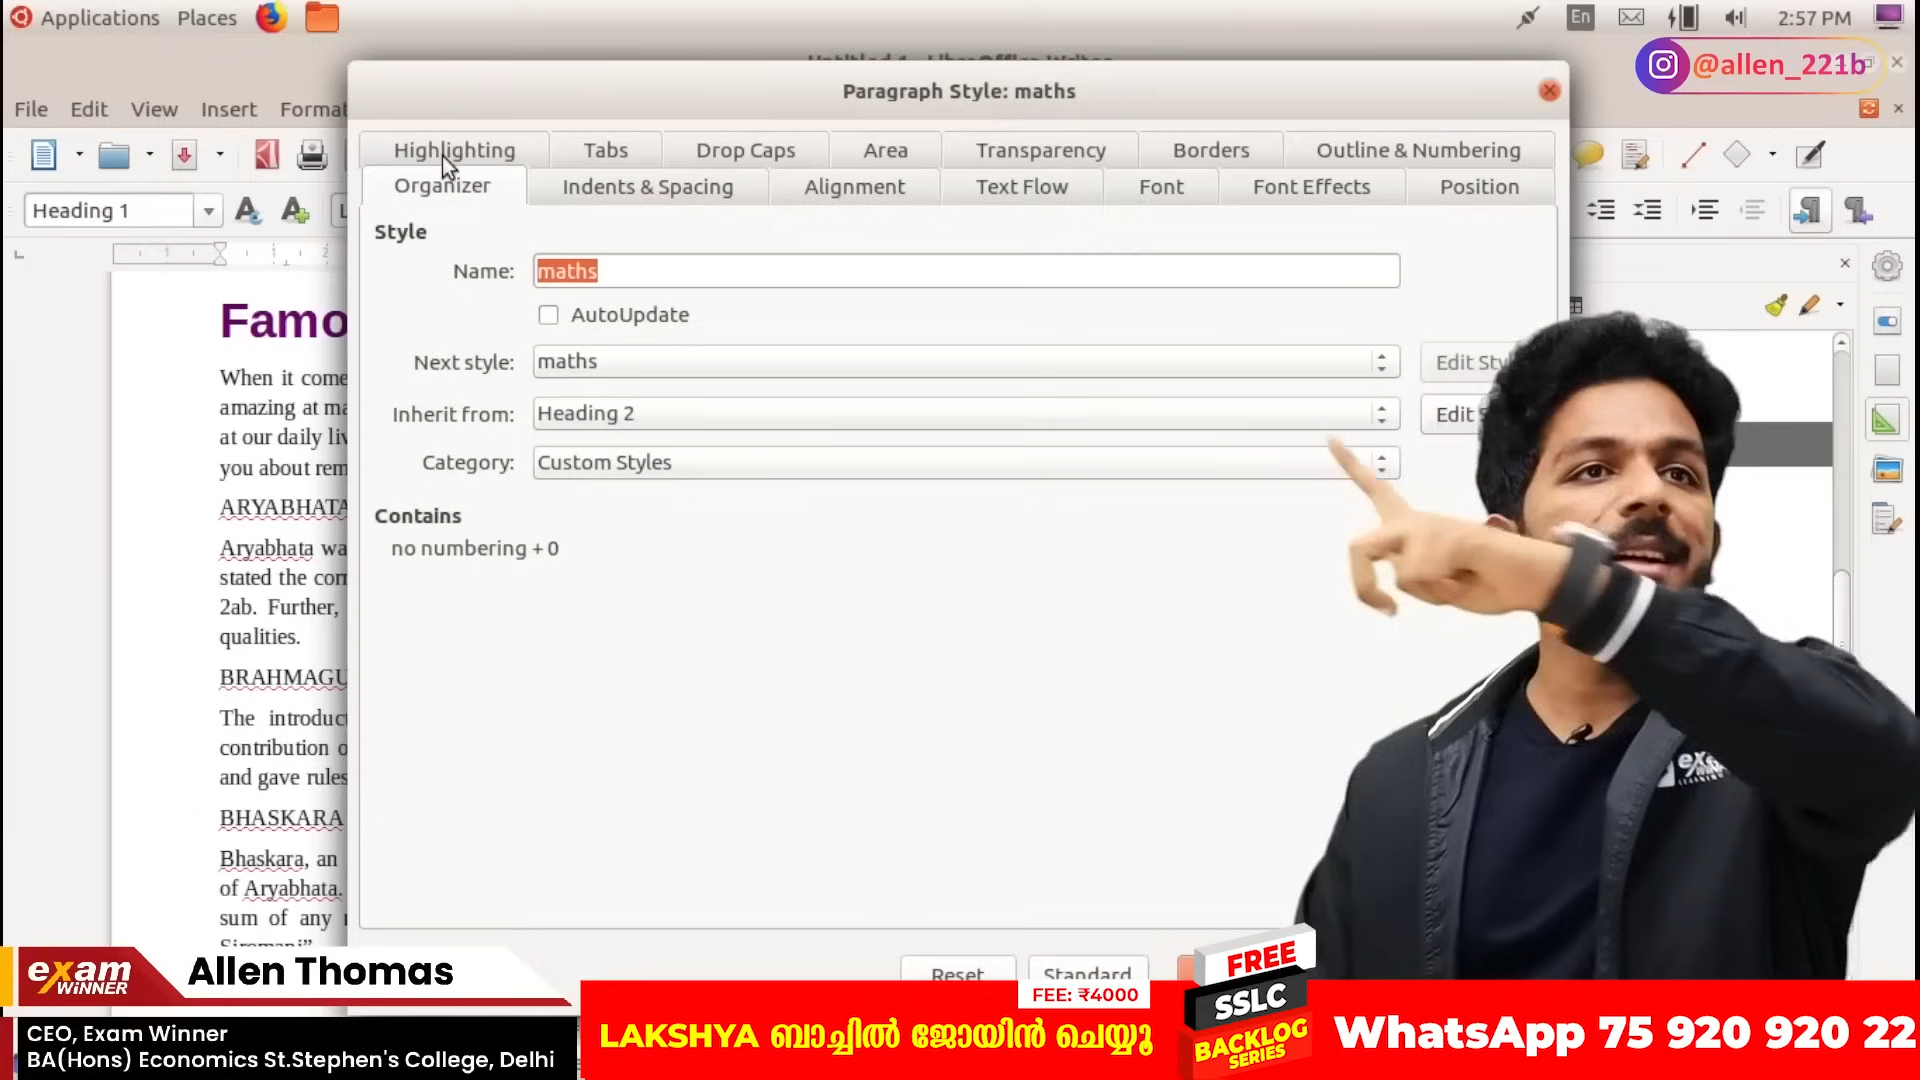 Applications Places En 2:57 PM
@allen_221b
Paragraph Style: maths
File Edit View Insert Format
Highlighting Tabs Drop Caps Area Transparency Borders Outline & Numbering
Organizer Indents & Spacing Alignment Text Flow Font Font Effects Position
Heading 1
Style
Name: maths
AutoUpdate
Next style: maths
Inherit from: Heading 2 Edit
Category: Custom Styles
Contains
no numbering + 0
Famo
When it come
amazing at ma
at our daily liv
you about rem
ARYABHATA
Aryabhata wa
stated the corr
2ab. Further,
qualities.
BRAHMAGU
The introduct
contribution o
and gave rules
BHASKARA
Bhaskara, an
of Aryabhata.
sum of any
Siromani”
Reset Standard
exam WiNNER
Allen Thomas
CEO, Exam Winner
BA(Hons) Economics St.Stephen's College, Delhi
FEE: ₹4000
LAKSHYA ബാച്ചിൽ ജോയിൻ ചെയ്യൂ
FREE
SSLC
BACKLOG
SERIES
WhatsApp 75 920 920 22